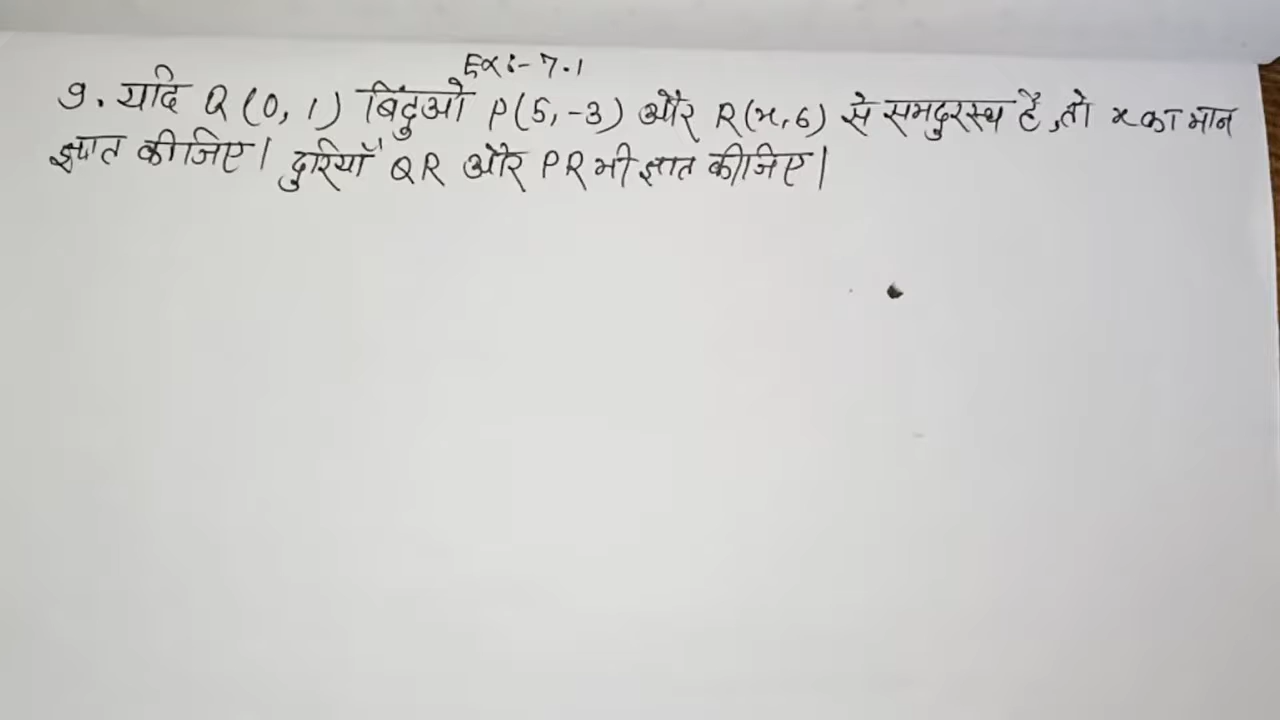 Ex:- 7.1
9. यदि Q(0, 1) बिंदुओ P(5, -3) और R(x, 6) से समदुरस्थ है, तो x का मान
ज्ञात कीजिए। दुरियाँ QR और PR भी ज्ञात कीजिए।